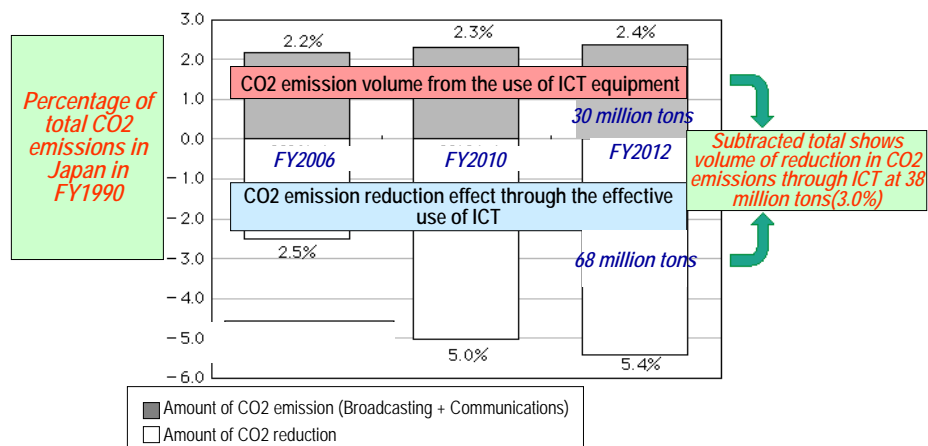 Percentage of
total CO2
emissions in
Japan in
FY1990
3.0
2.0
1.0
0.0
−1.0
−2.0
−3.0
−4.0
−5.0
−6.0
2.2%
2.3%
2.4%
CO2 emission volume from the use of ICT equipment
30 million tons
FY2006
FY2010
FY2012
CO2 emission reduction effect through the effective
use of ICT
2.5%
68 million tons
5.0%
5.4%
Subtracted total shows
volume of reduction in CO2
emissions through ICT at 38
million tons(3.0%)
Amount of CO2 emission (Broadcasting + Communications)
Amount of CO2 reduction